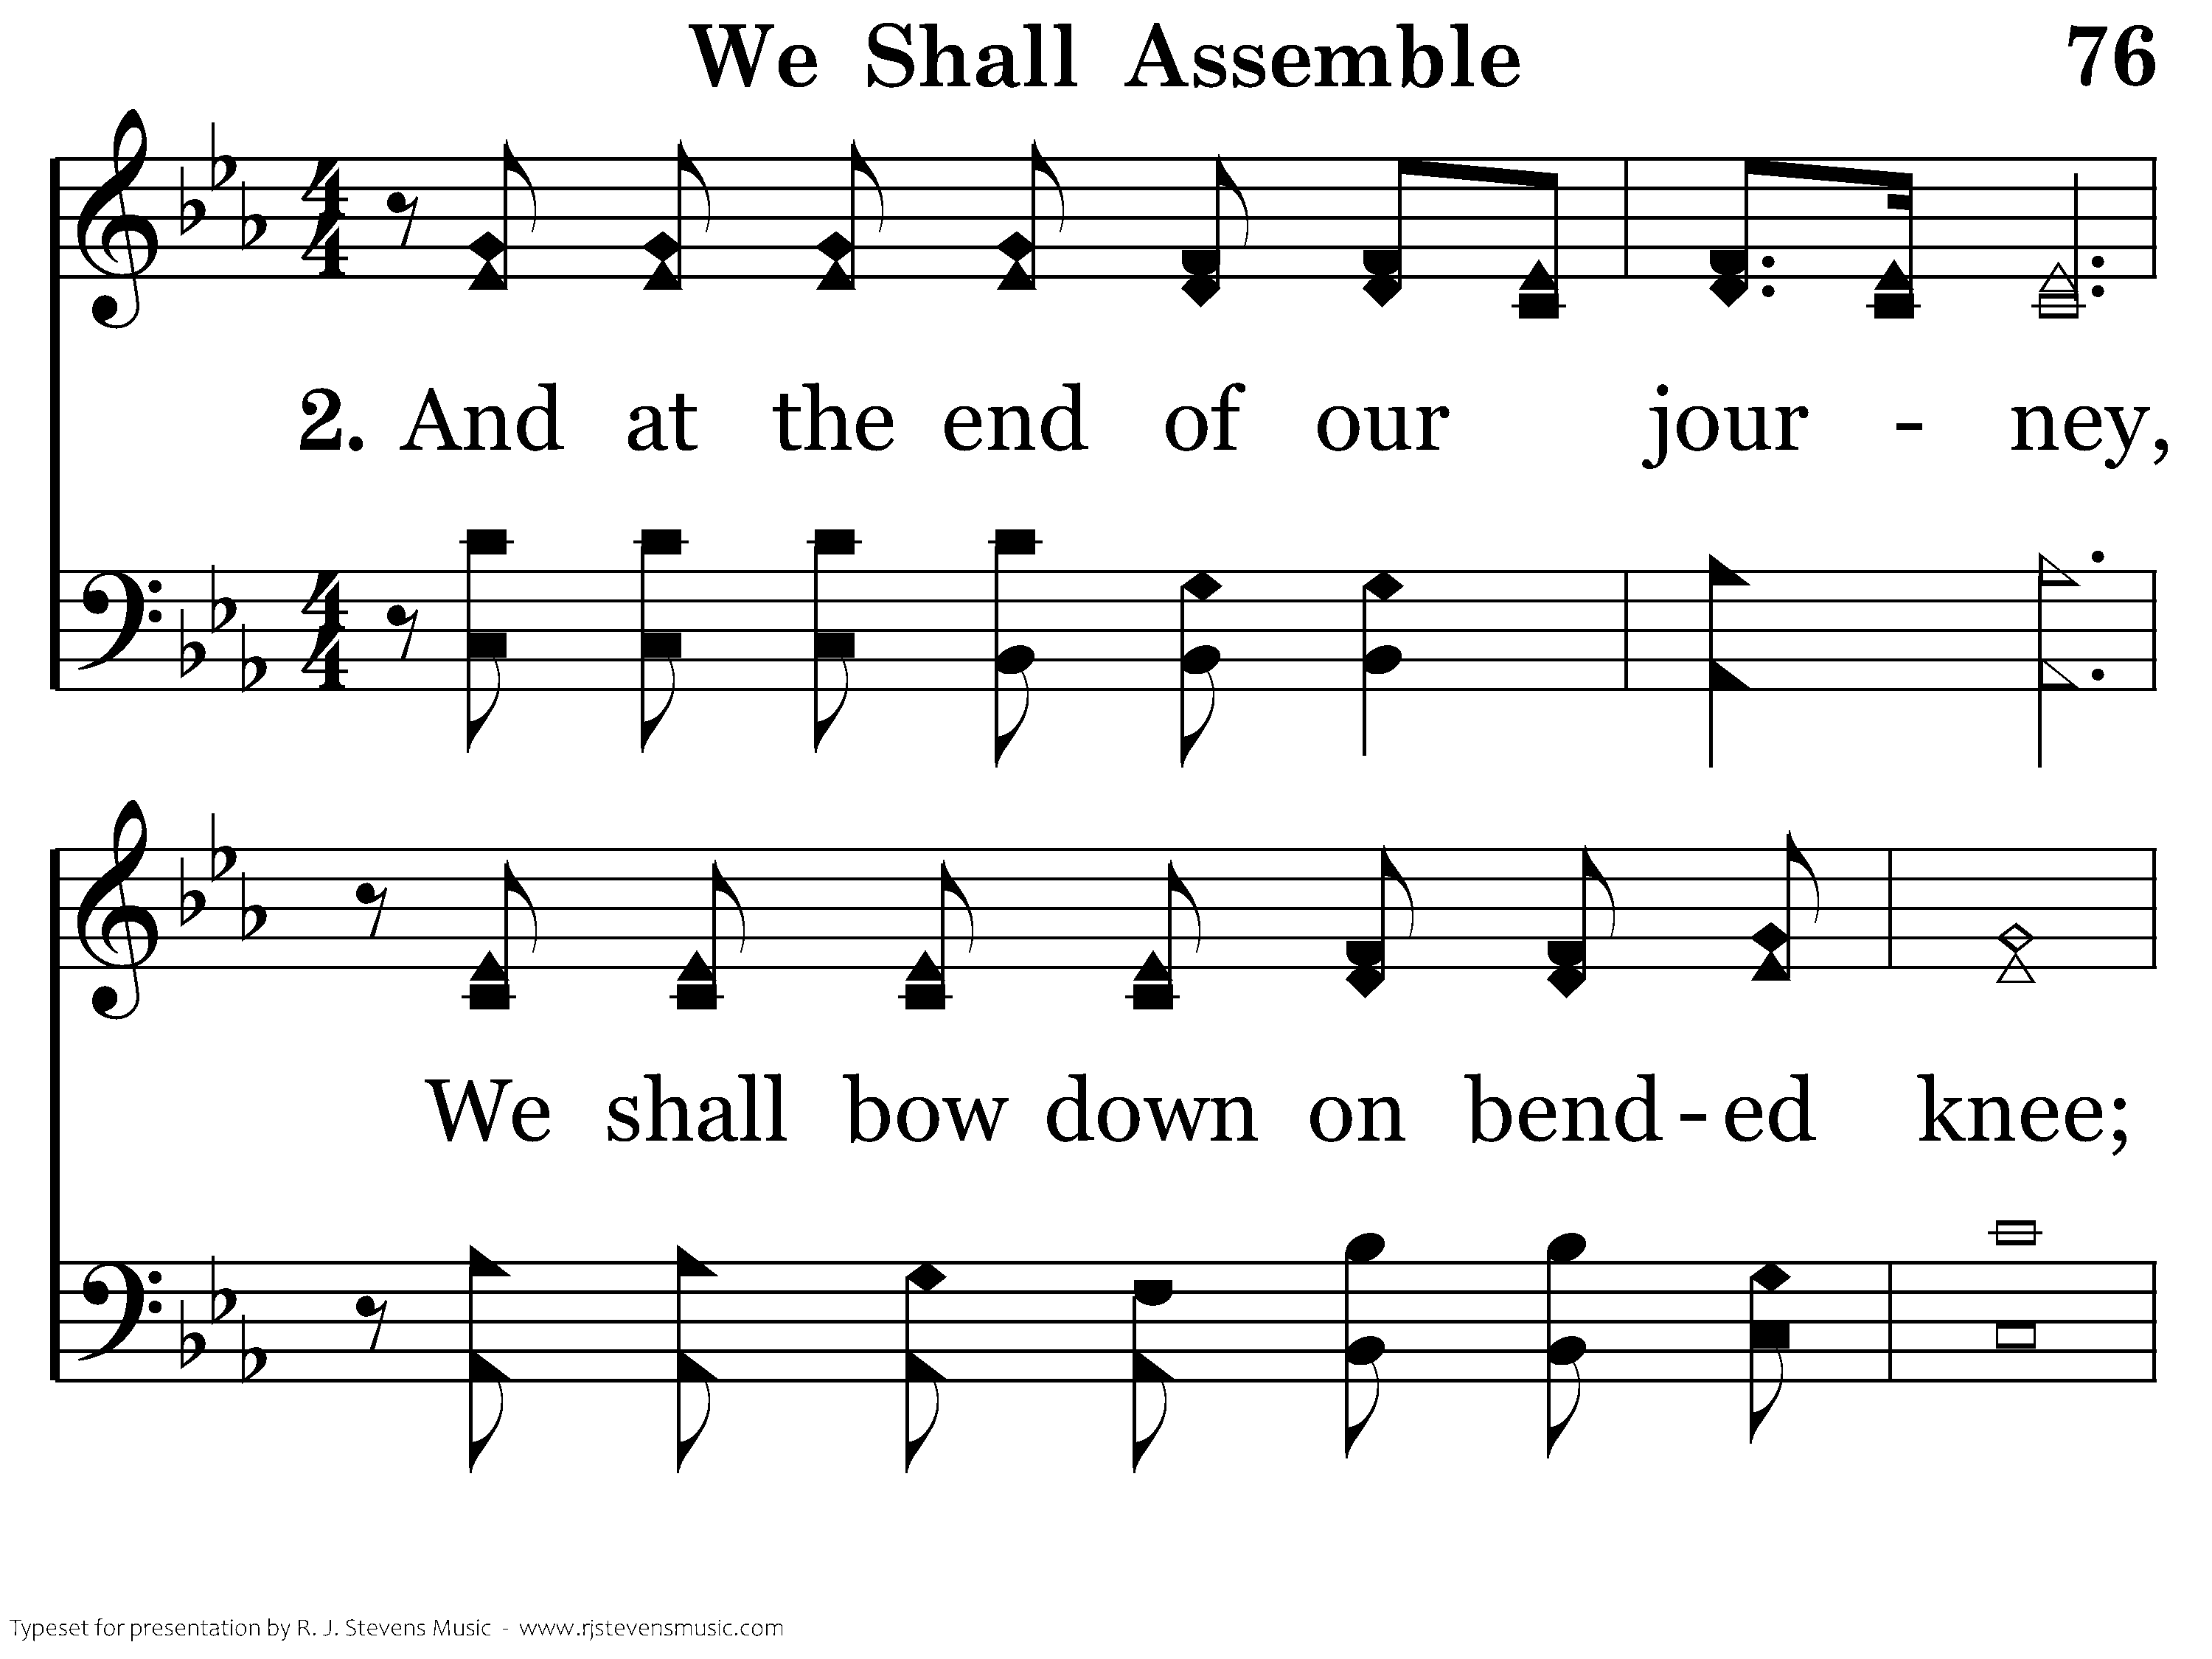 We Shall Assemble 76
2. And at the end of our jour - ney,
We shall bow down on bend - ed knee;
Typeset for presentation by R. J. Stevens Music - www.rjstevensmusic.com